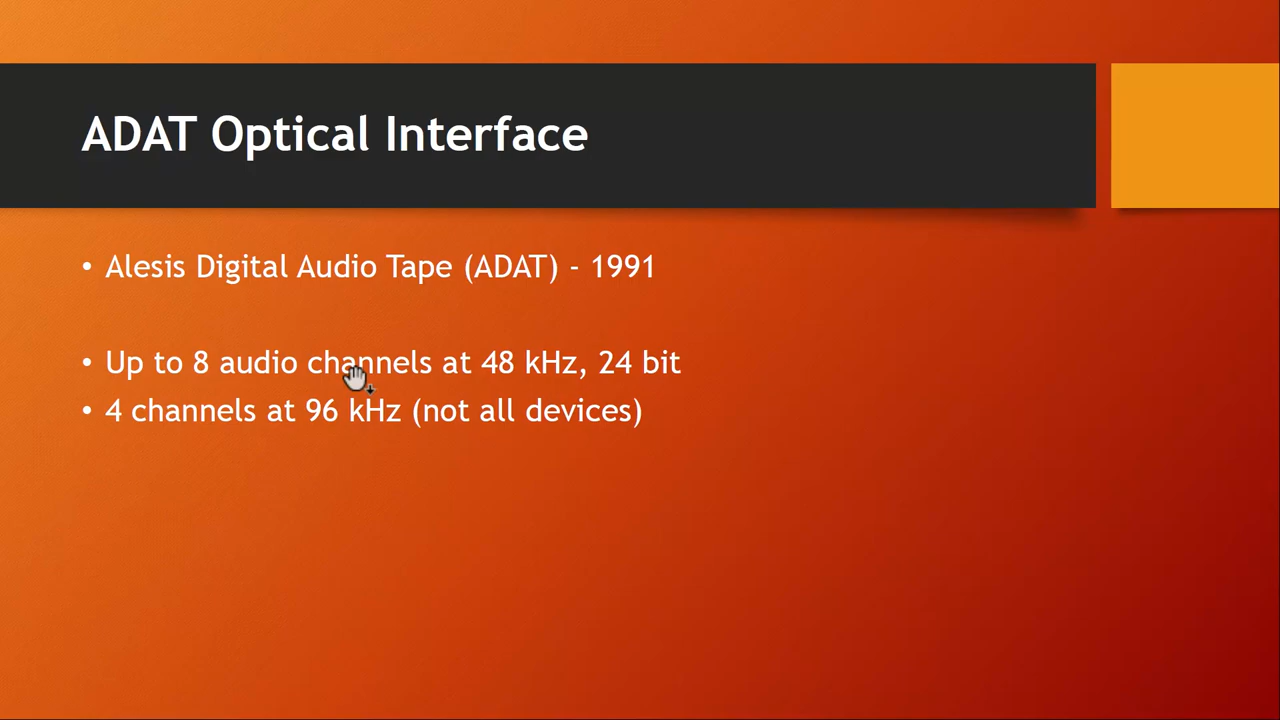 ADAT Optical Interface
• Alesis Digital Audio Tape (ADAT) - 1991
• Up to 8 audio channels at 48 kHz, 24 bit
• 4 channels at 96 kHz (not all devices)